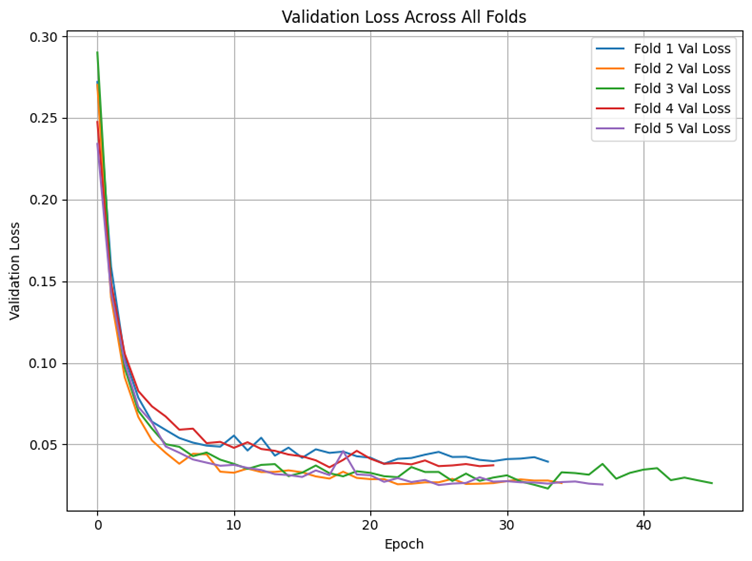 Validation Loss Across All Folds
0.30
0.25
0.20
0.15
0.10
0.05
Validation Loss
0
10
20
30
40
Epoch
Fold 1 Val Loss
Fold 2 Val Loss
Fold 3 Val Loss
Fold 4 Val Loss
Fold 5 Val Loss